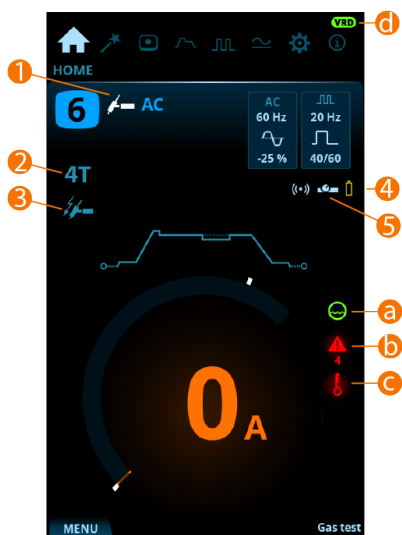 VRD
d
HOME
1
6
AC
AC
60 Hz
-25 %
20 Hz
40/60
2
4T
3
4
5
a
b
4
c
0A
MENU
Gas test